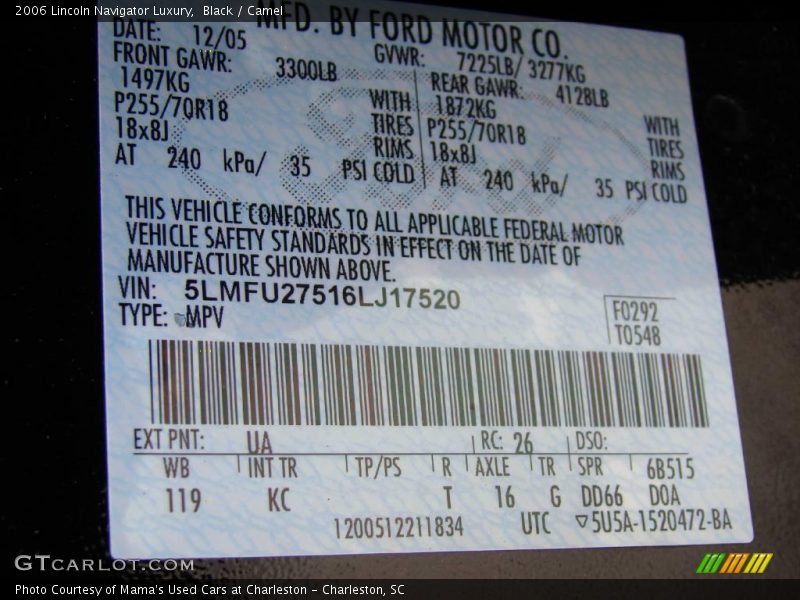 2006 Lincoln Navigator Luxury, Black / Camel
MFD. BY FORD MOTOR CO.
DATE: 12/05 GVWR: 7225LB/ 3277KG
FRONT GAWR: 3300LB REAR GAWR: 4128LB
1497KG 1872KG
P255/70R18 WITH TIRES P255/70R18 WITH TIRES
18x8J RIMS 18x8J RIMS
AT 240 kPa/ 35 PSI COLD AT 240 kPa/ 35 PSI COLD
THIS VEHICLE CONFORMS TO ALL APPLICABLE FEDERAL MOTOR
VEHICLE SAFETY STANDARDS IN EFFECT ON THE DATE OF
MANUFACTURE SHOWN ABOVE.
VIN: 5LMFU27516LJ17520
TYPE: MPV
F0292
T0548
EXT PNT: UA RC: 26 DSO:
WB INT TR TP/PS R AXLE TR SPR 6B515
119 KC T 16 G DD66 DOA
1200512211834 UTC ▽5U5A-1520472-BA
GTCARLOT.COM
Photo Courtesy of Mama's Used Cars at Charleston – Charleston, SC